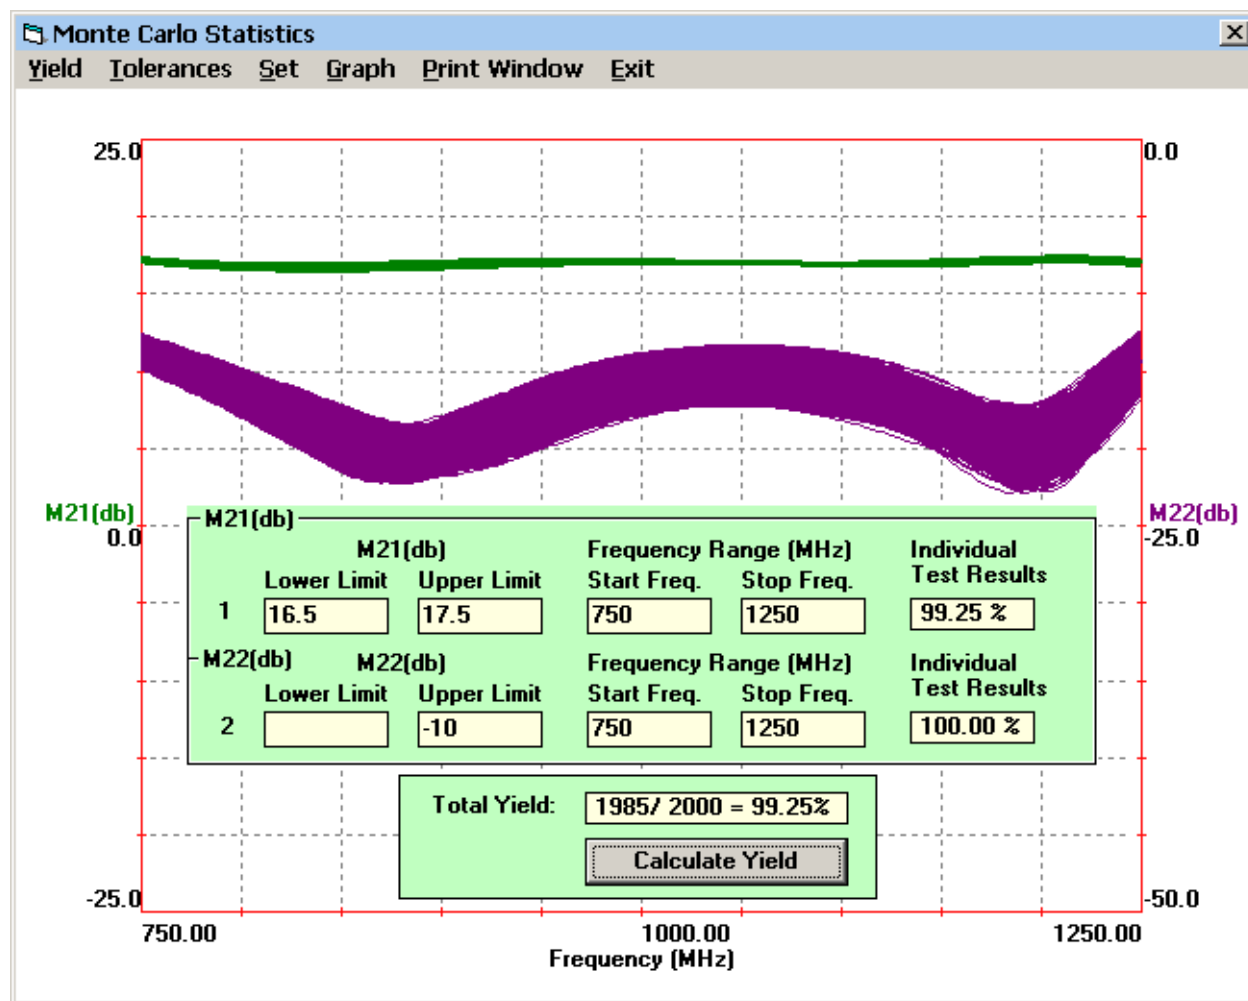 Monte Carlo Statistics
Yield Tolerances Set Graph Print Window Exit
25.0 0.0
M21(db) M22(db)
0.0 -25.0
M21(db)
M21(db) Frequency Range (MHz) Individual
Lower Limit Upper Limit Start Freq. Stop Freq. Test Results
1 16.5 17.5 750 1250 99.25 %
M22(db) M22(db) Frequency Range (MHz) Individual
Lower Limit Upper Limit Start Freq. Stop Freq. Test Results
2 -10 750 1250 100.00 %
Total Yield: 1985/ 2000 = 99.25%
Calculate Yield
-25.0 -50.0
750.00 1000.00 1250.00
Frequency (MHz)